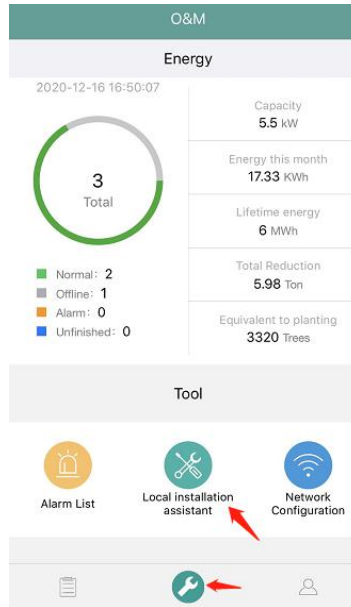 O&M
Energy
2020-12-16 16:50:07
3
Total
Normal: 2
Offline: 1
Alarm: 0
Unfinished: 0
Capacity
5.5 kW
Energy this month
17.33 KWh
Lifetime energy
6 MWh
Total Reduction
5.98 Ton
Equivalent to planting
3320 Trees
Tool
Alarm List
Local installation
assistant
Network
Configuration